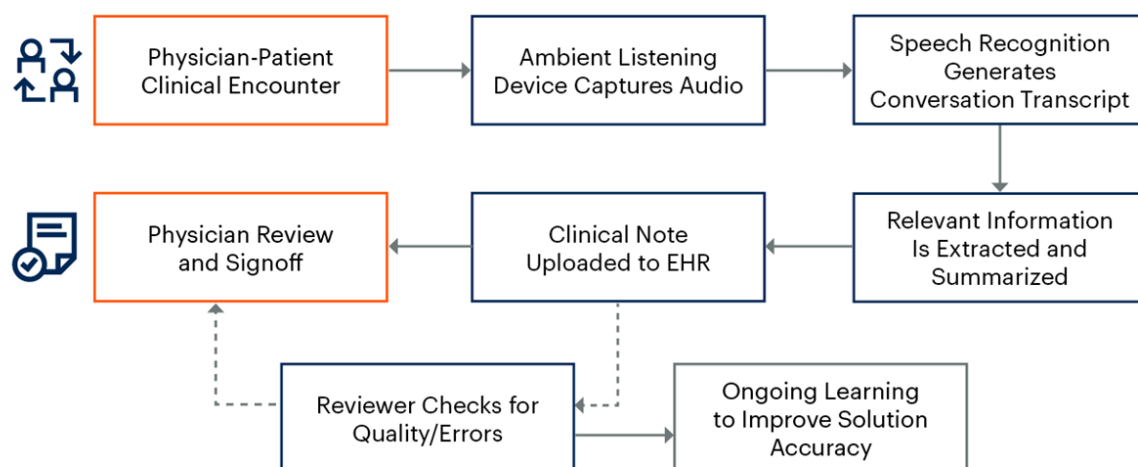 Physician-Patient
Clinical Encounter
Ambient Listening
Device Captures Audio
Speech Recognition
Generates
Conversation Transcript
Physician Review
and Signoff
Clinical Note
Uploaded to EHR
Relevant Information
Is Extracted and
Summarized
Reviewer Checks for
Quality/Errors
Ongoing Learning
to Improve Solution
Accuracy